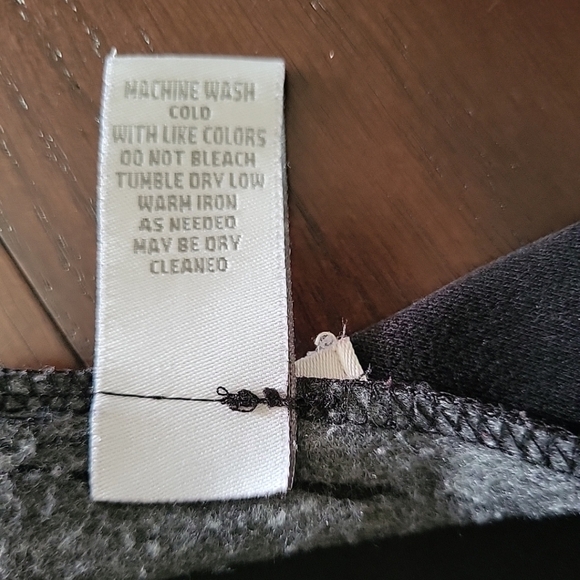 MACHINE WASH
COLD
WITH LIKE COLORS
DO NOT BLEACH
TUMBLE DRY LOW
WARM IRON
AS NEEDED
MAY BE DRY
CLEANED